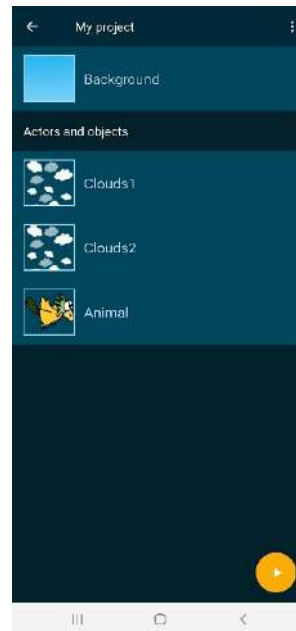 My project
Background
Actors and objects
Clouds1
Clouds2
Animal